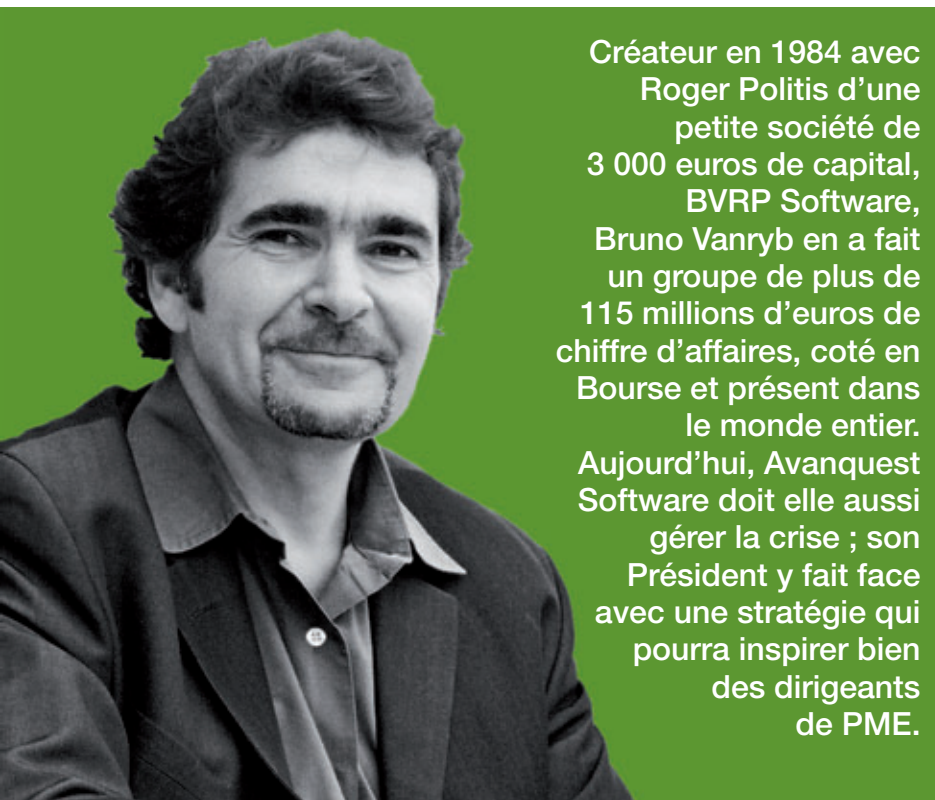 Créateur en 1984 avec
Roger Politis d’une
petite société de
3 000 euros de capital,
BVRP Software,
Bruno Vanryb en a fait
un groupe de plus de
115 millions d’euros de
chiffre d’affaires, coté en
Bourse et présent dans
le monde entier.
Aujourd’hui, Avanquest
Software doit elle aussi
gérer la crise ; son
Président y fait face
avec une stratégie qui
pourra inspirer bien
des dirigeants
de PME.